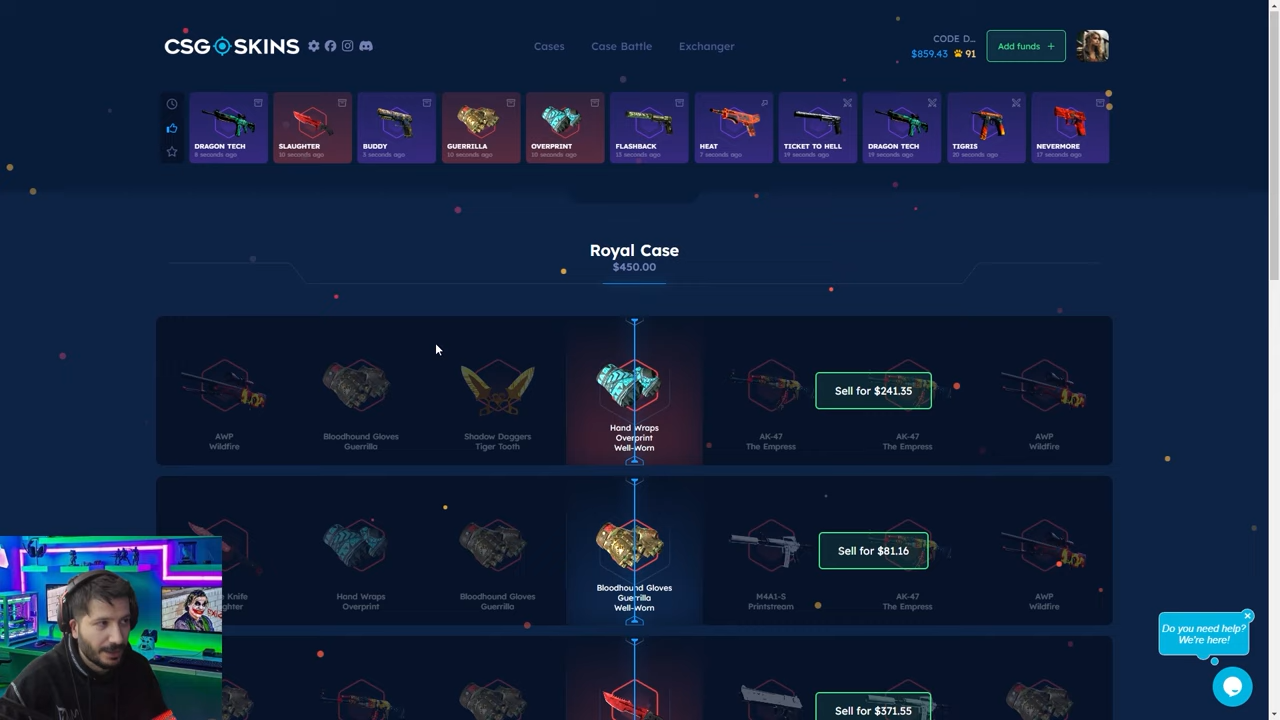 CSG SKINS
Cases
Case Battle
Exchanger
CODE D...
$859.43 91
Add funds +
DRAGON TECH
SLAUGHTER
BUDDY
GUERRILLA
OVERPRINT
FLASHBACK
HEAT
TICKET TO HELL
DRAGON TECH
TIGRIS
NEVERMORE
6 seconds ago
10 seconds ago
5 seconds ago
10 seconds ago
10 seconds ago
13 seconds ago
7 seconds ago
19 seconds ago
19 seconds ago
20 seconds ago
17 seconds ago
Royal Case
$450.00
AWP
Wildfire
Bloodhound Gloves
Guerrilla
Shadow Daggers
Tiger Tooth
Hand Wraps
Overprint
Well-Worn
AK-47
The Empress
Sell for $241.35
AK-47
The Empress
AWP
Wildfire
Knife
Hand Wraps
Overprint
Bloodhound Gloves
Guerrilla
Bloodhound Gloves
Guerrilla
Well-Worn
M4A1-S
Printstream
Sell for $81.16
AK-47
The Empress
AWP
Wildfire
Sell for $371.55
Do you need help?
We're here!